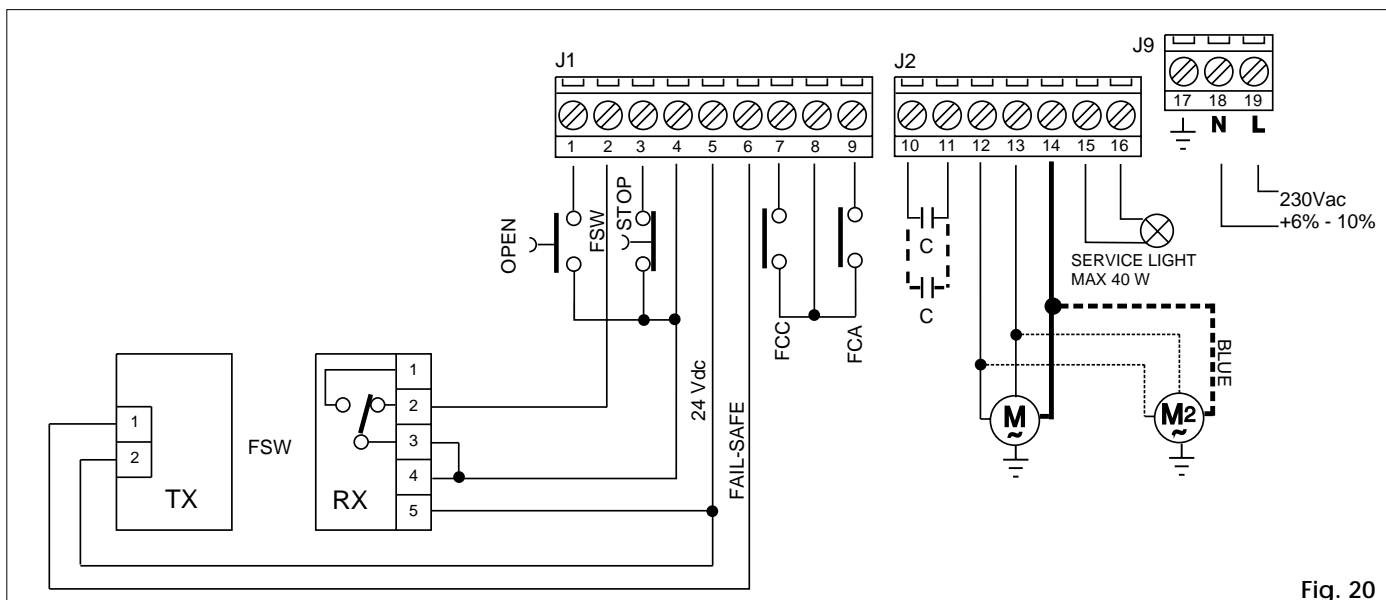 J1
J2
J9
1 2 3 4 5 6 7 8 9
10 11 12 13 14 15 16
17 18 19
N L
230Vac
+6% - 10%
OPEN
FSW
STOP
24 Vdc
FAIL-SAFE
FCC
FCA
C
C
SERVICE LIGHT
MAX 40 W
BLUE
M
~
M2
~
1
2
TX
FSW
RX
1
2
3
4
5
Fig. 20